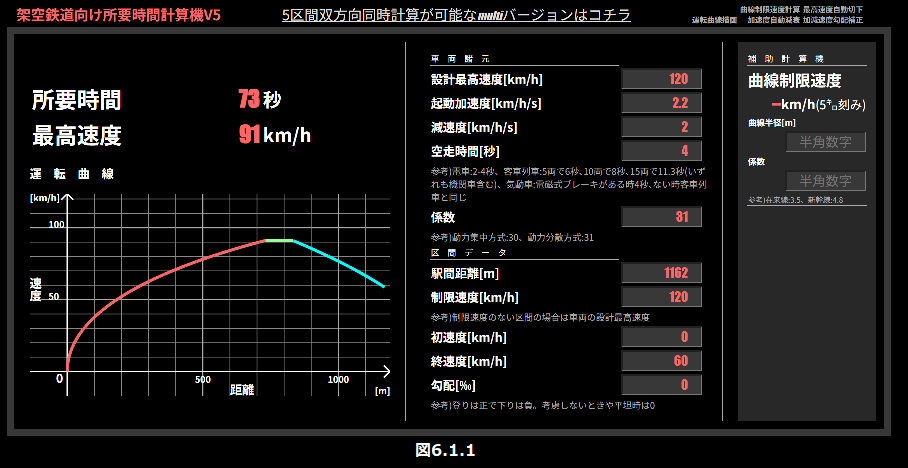 架空鉄道向け所要時間計算機V5
5区間双方向同時計算が可能なmultiバージョンはコチラ
曲線制限速度計算 最高速度自動切下
運転曲線描画 加速度自動減衰 加減速度勾配補正
所要時間
73秒
最高速度
91km/h
運転曲線
[km/h]
100
速度
50
0
500
1000
距離
[m]
車両諸元
設計最高速度[km/h]
120
起動加速度[km/h/s]
2.2
減速度[km/h/s]
2
空走時間[秒]
4
参考)電車:2-4秒、客車列車:5両で6秒,10両で8秒,15両で11.3秒(いず
れも機関車含む)、気動車:電磁式ブレーキがある時4秒、ない時客車列
車と同じ
係数
31
参考)動力集中方式:30、動力分散方式:31
区間データ
駅間距離[m]
1162
制限速度[km/h]
120
参考)制限速度のない区間の場合は車両の設計最高速度
初速度[km/h]
0
終速度[km/h]
60
勾配[‰]
0
参考)登りは正で下りは負。考慮しないときや平坦時は0
補助計算機
曲線制限速度
ーkm/h(5㌔刻み)
曲線半径[m]
半角数字
係数
半角数字
参考)在来線:3.5、新幹線:4.8
図6.1.1